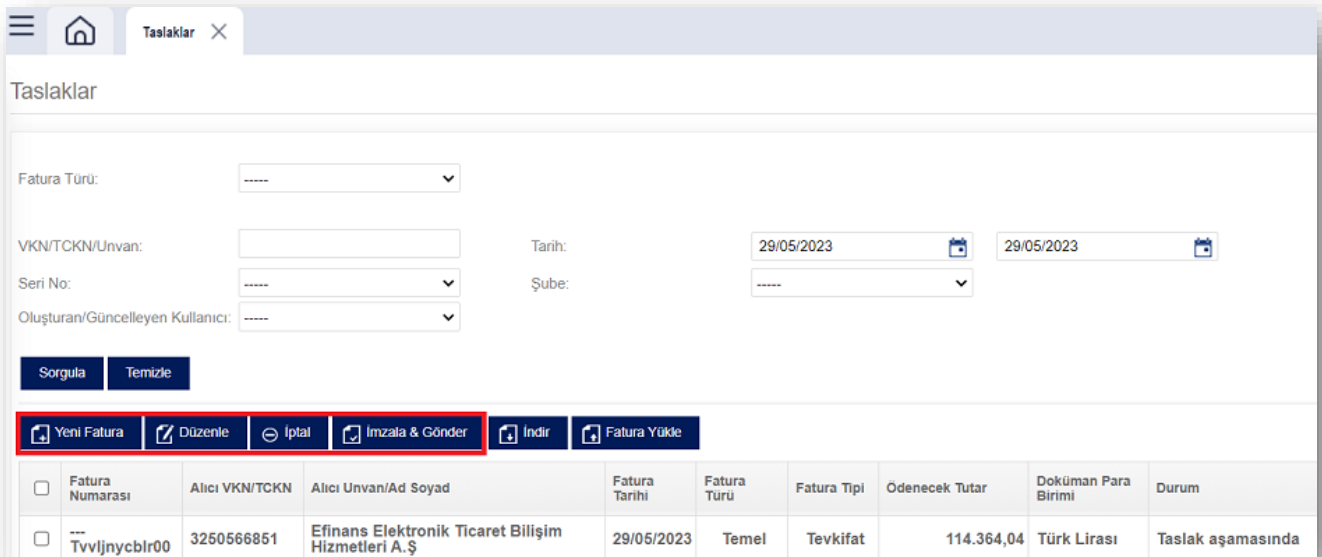 Taslaklar
Taslaklar
Fatura Türü: -----
VKN/TCKN/Unvan: Tarih: 29/05/2023 29/05/2023
Seri No: ----- Şube: -----
Oluşturan/Güncelleyen Kullanıcı: -----
Sorgula Temizle
Yeni Fatura Düzenle İptal İmzala & Gönder İndir Fatura Yükle
Fatura Numarası Alıcı VKN/TCKN Alıcı Unvan/Ad Soyad Fatura Tarihi Fatura Türü Fatura Tipi Ödenecek Tutar Doküman Para Birimi Durum
--- Tvvljnycblr00 3250566851 Efinans Elektronik Ticaret Bilişim Hizmetleri A.Ş 29/05/2023 Temel Tevkifat 114.364,04 Türk Lirası Taslak aşamasında